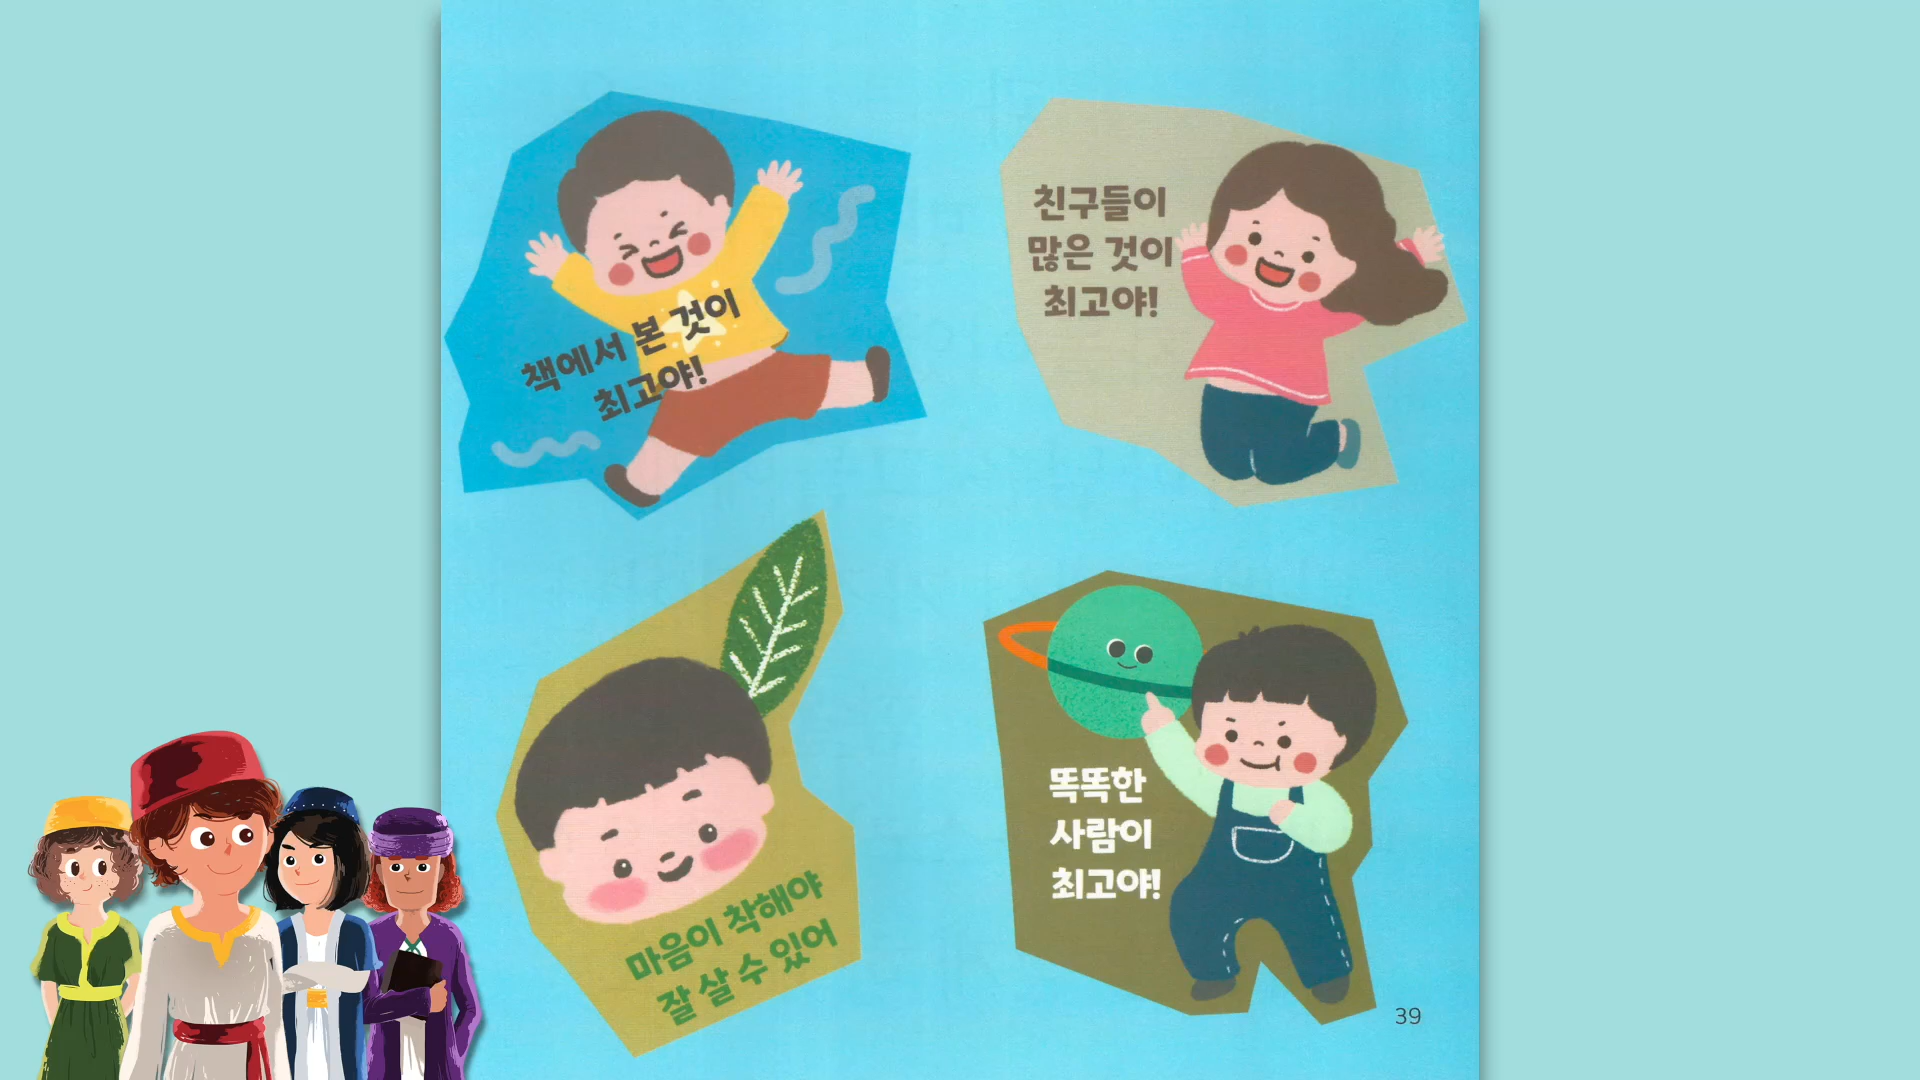 책에서 본 것이
최고야!
친구들이
많은 것이
최고야!
마음이 착해야
잘 살 수 있어
똑똑한
사람이
최고야!
39